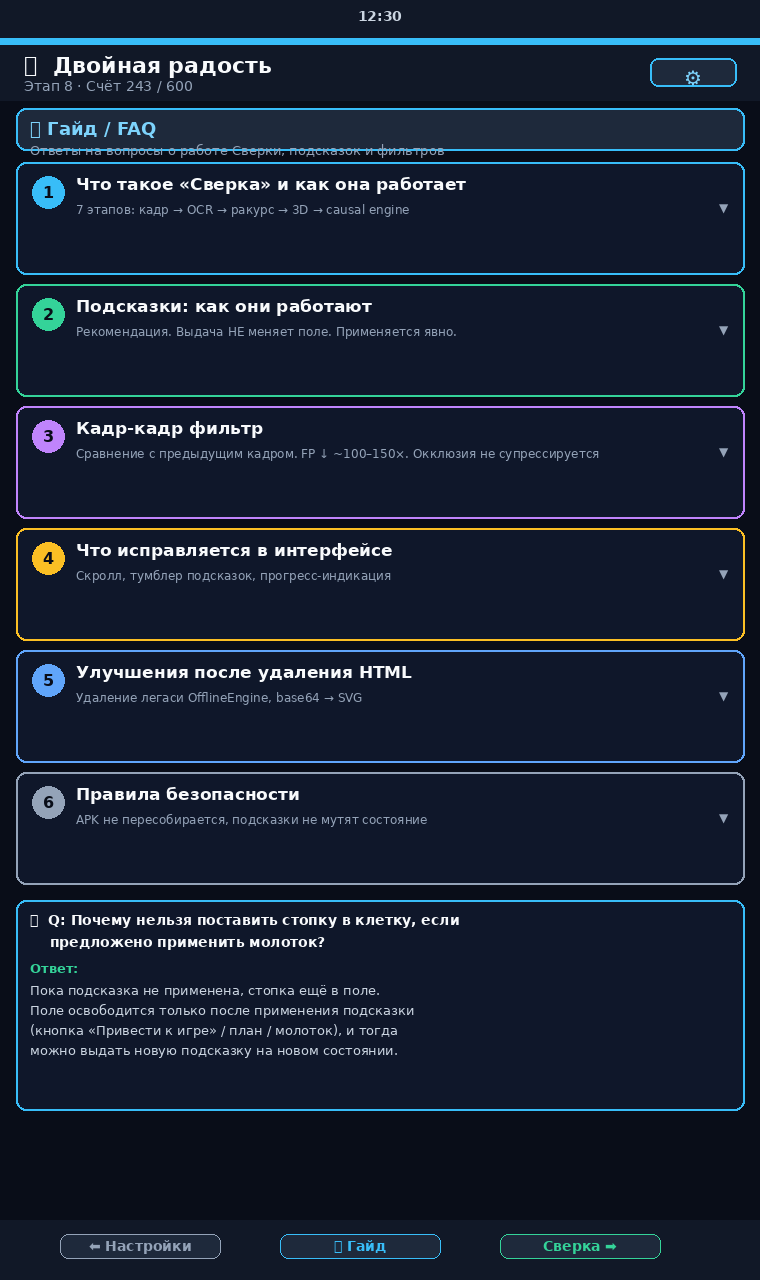 12:30
Двойная радость
Этап 8 · Счёт 243 / 600
⚙
Гайд / FAQ
Ответы на вопросы о работе Сверки, подсказок и фильтров
1
Что такое «Сверка» и как она работает
7 этапов: кадр → OCR → ракурс → 3D → causal engine
▼
2
Подсказки: как они работают
Рекомендация. Выдача НЕ меняет поле. Применяется явно.
▼
3
Кадр-кадр фильтр
Сравнение с предыдущим кадром. FP ↓ ~100–150×. Окклюзия не супрессируется
▼
4
Что исправляется в интерфейсе
Скролл, тумблер подсказок, прогресс-индикация
▼
5
Улучшения после удаления HTML
Удаление легаси OfflineEngine, base64 → SVG
▼
6
Правила безопасности
APK не пересобирается, подсказки не мутят состояние
▼
Q: Почему нельзя поставить стопку в клетку, если
предложено применить молоток?
Ответ:
Пока подсказка не применена, стопка ещё в поле.
Поле освободится только после применения подсказки
(кнопка «Привести к игре» / план / молоток), и тогда
можно выдать новую подсказку на новом состоянии.
⬅ Настройки
Гайд
Сверка ➡